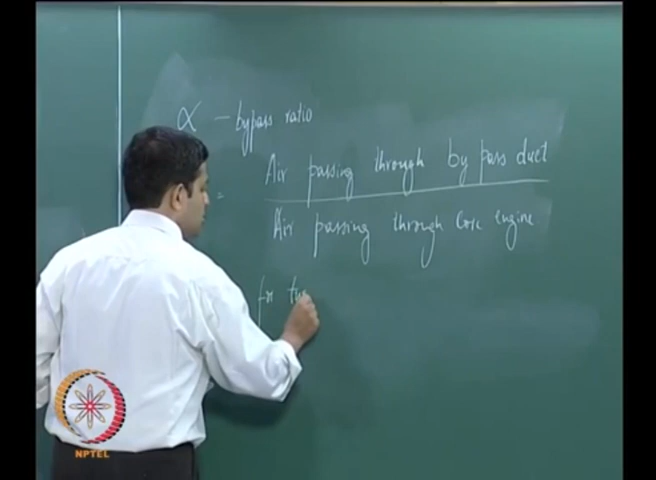 α - bypass ratio
= Air passing through by pass duct
Air passing through core engine
for
NPTEL